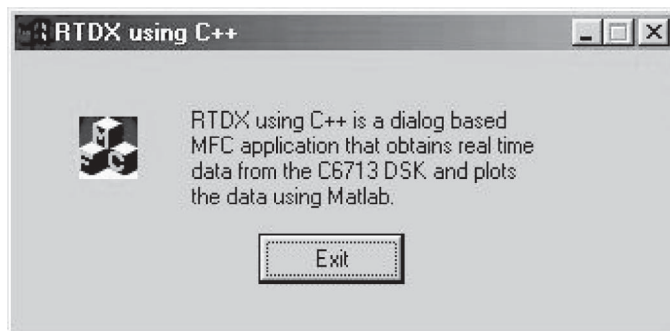 RTDX using C++
RTDX using C++ is a dialog based
MFC application that obtains real time
data from the C6713 DSK and plots
the data using Matlab.
Exit